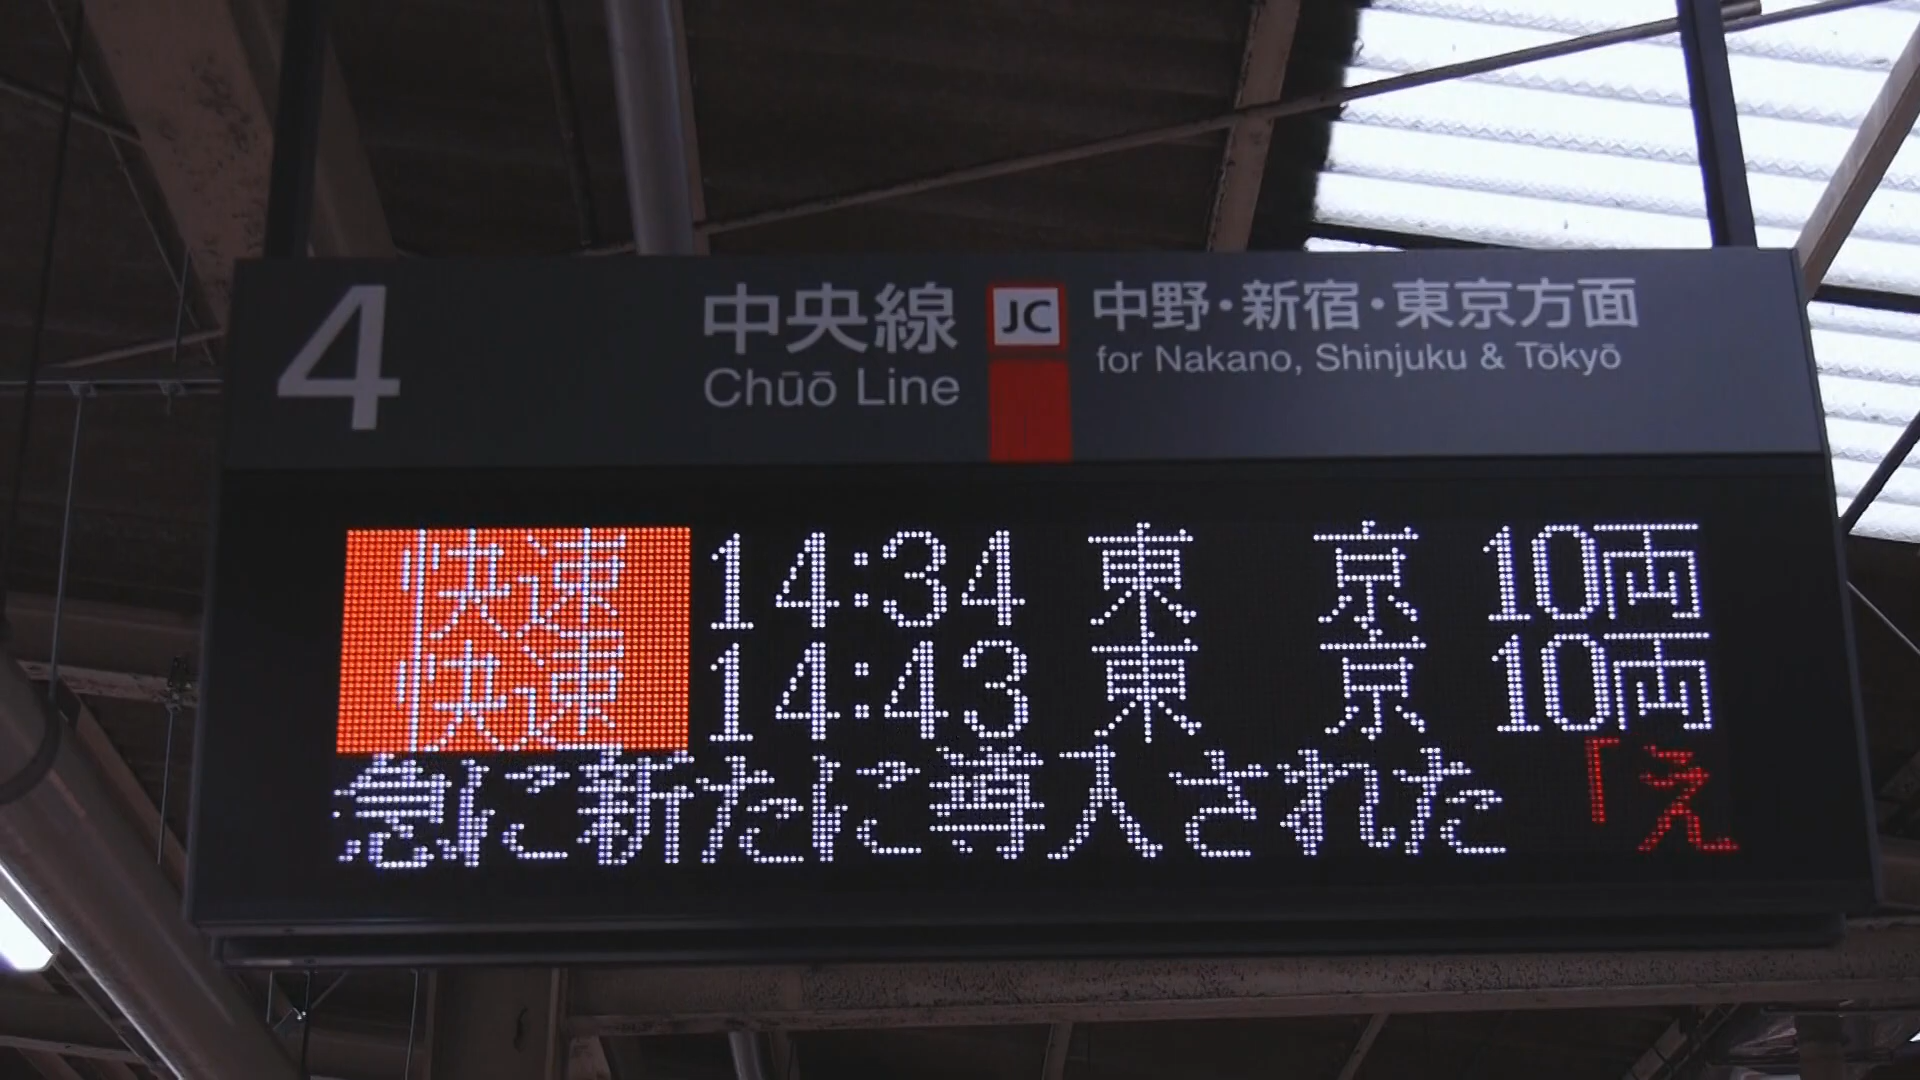 4
中央線
Chūō Line
JC
中野・新宿・東京方面
for Nakano, Shinjuku & Tōkyō
快速 14:34 東京 10両
快速 14:43 東京 10両
急に新たに導入された「え